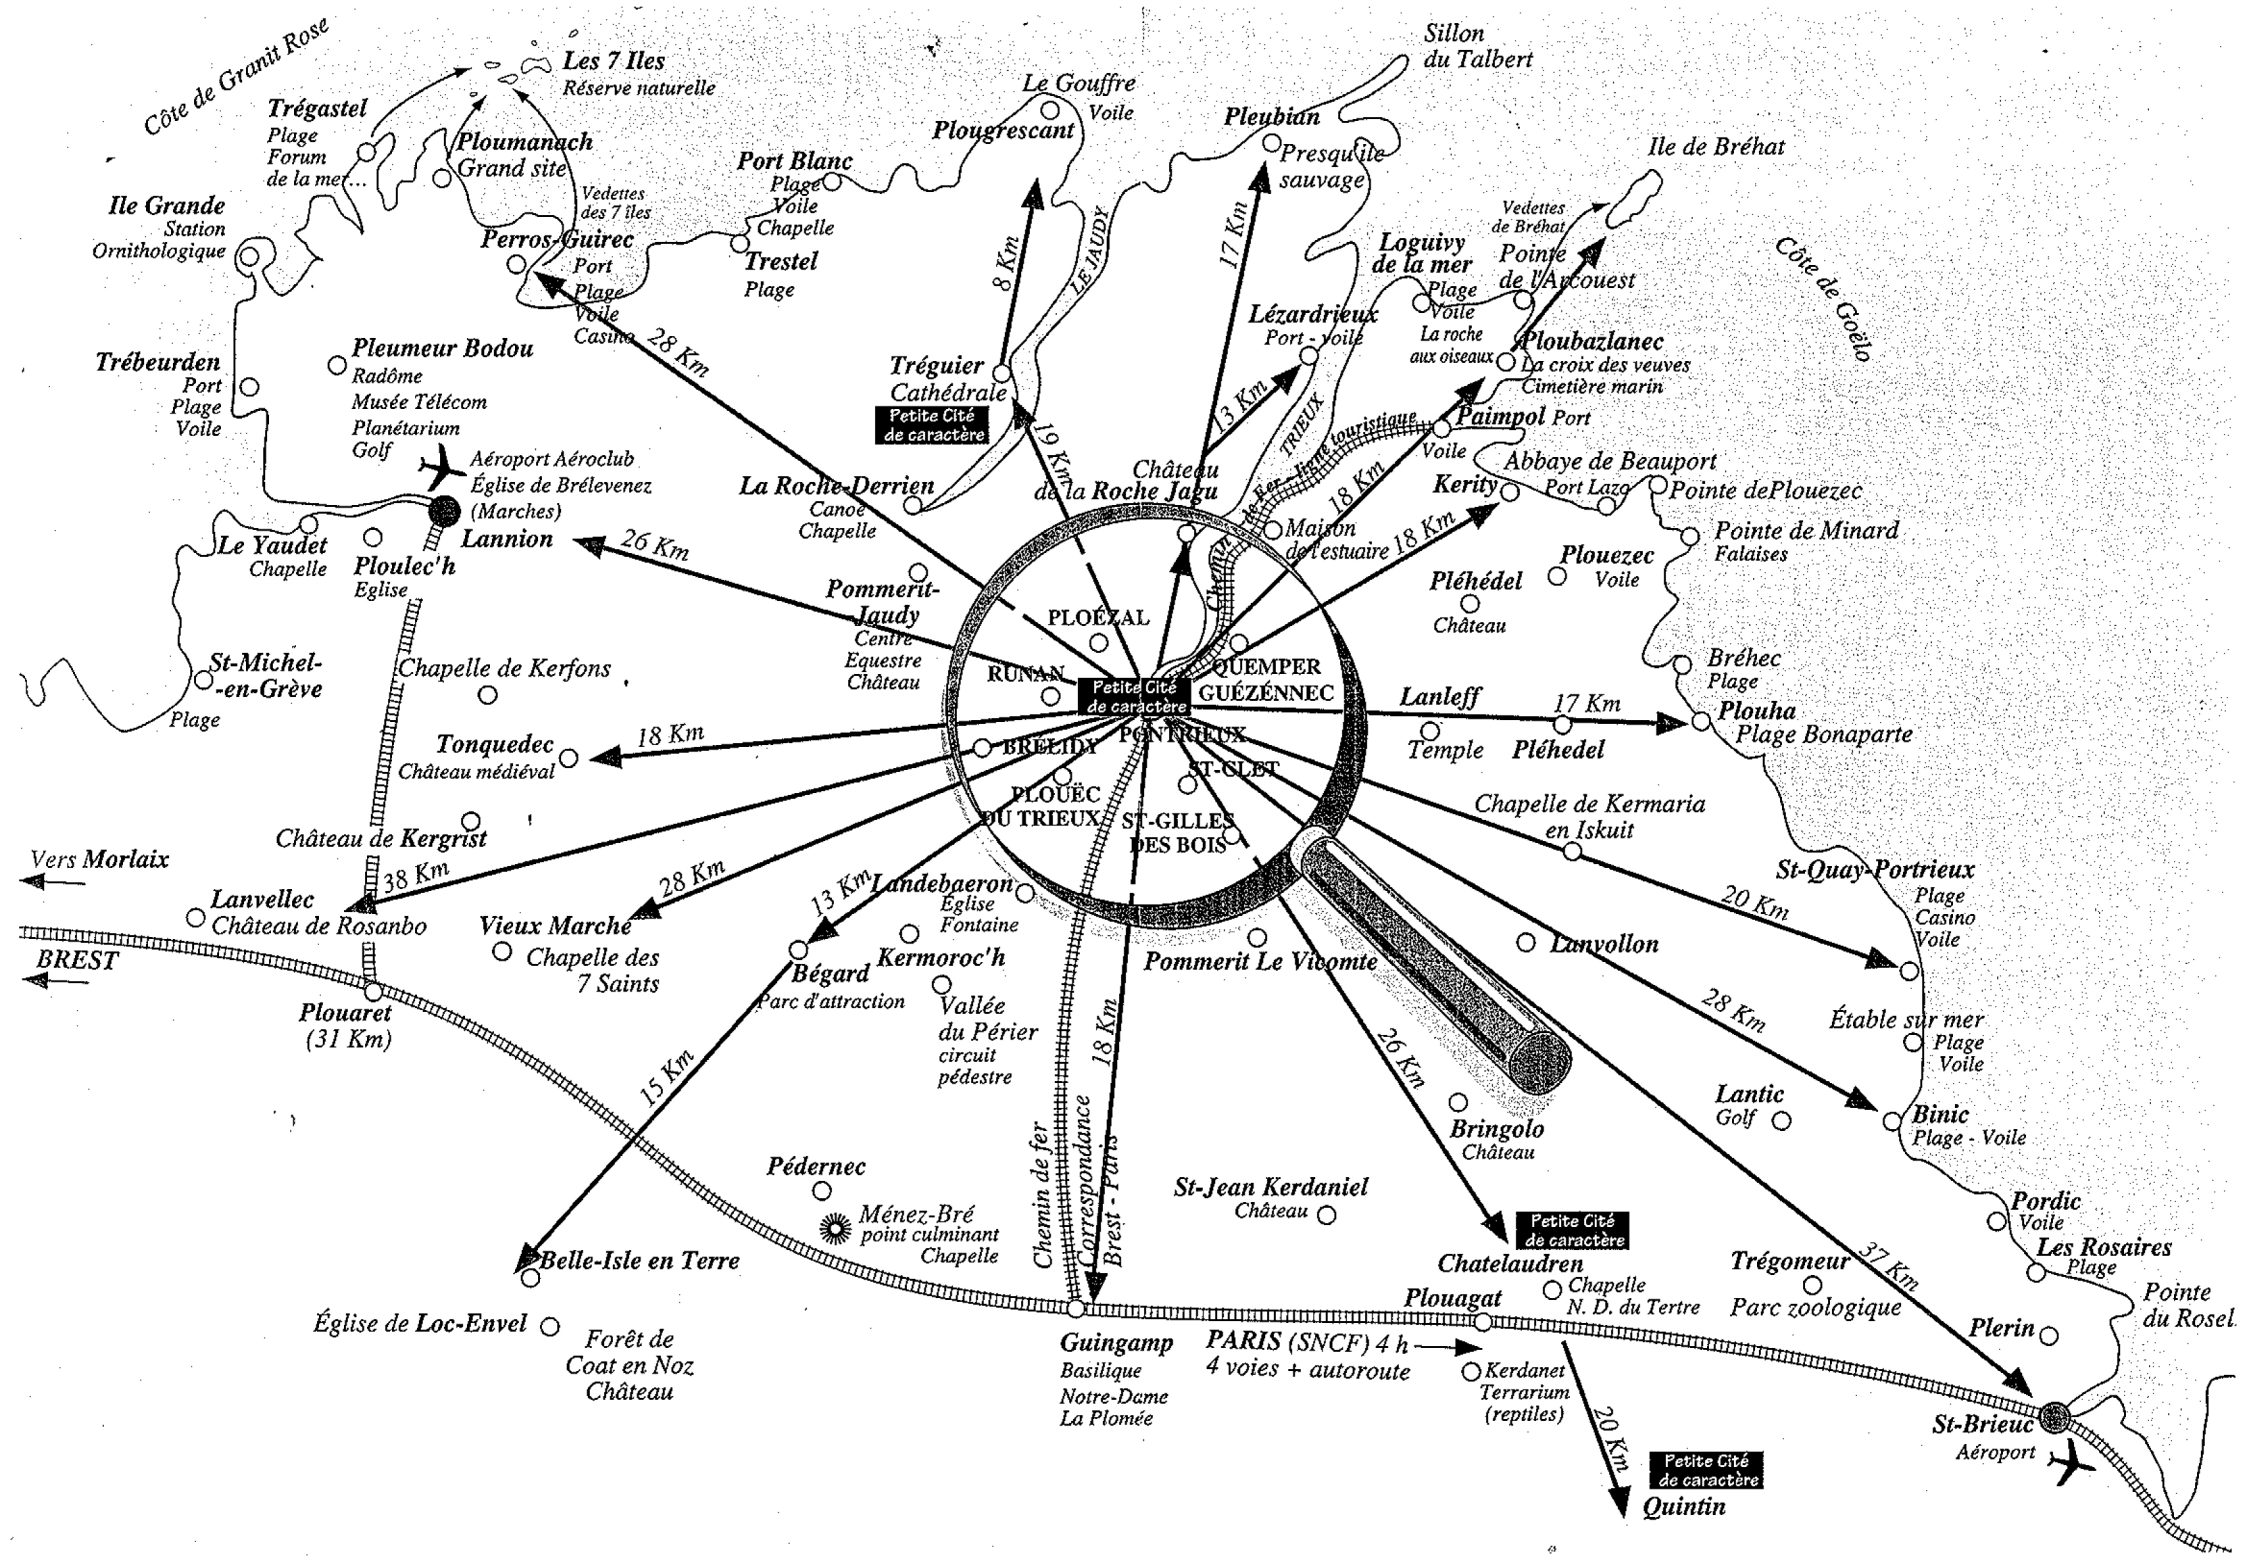 Côte de Granit Rose
Les 7 Iles
Réserve naturelle
Trégastel
Plage
Forum
de la mer...
Ploumanach
Grand site
Vedettes
des 7 îles
Ile Grande
Station
Ornithologique
Perros-Guirec
Port
Plage
Voile
Casino
Port Blanc
Plage
Voile
Chapelle
Trestel
Plage
Le Gouffre
Voile
Plougrescant
Sillon
du Talbert
Pleubian
Presqu'ile
sauvage
Ile de Bréhat
Vedettes
de Bréhat
Pointe
de l'Arcouest
Côte de Goëlo
Loguivy
de la mer
Plage
Voile
La roche
aux oiseaux
Ploubazlanec
La croix des veuves
Cimetière marin
Lézardrieux
Port - voile
LE JAUDY
8 Km
17 Km
13 Km
TRIEUX
Trébeurden
Port
Plage
Voile
Pleumeur Bodou
Radôme
Musée Télécom
Planétarium
Golf
28 Km
Tréguier
Cathédrale
Petite Cité
de caractère
19 Km
Paimpol Port
Voile
Chemin de Fer - ligne touristique
18 Km
Abbaye de Beauport
Kerity
Port Lazo
Pointe dePlouezec
Aéroport Aéroclub
Église de Brélevenez
(Marches)
Lannion
La Roche-Derrien
Canoë
Chapelle
Château
de la Roche Jagu
Maison
de l'estuaire
18 Km
Pointe de Minard
Falaises
Le Yaudet
Chapelle
Ploulec'h
Eglise
26 Km
Plouezec
Voile
Pléhédel
Château
Pommerit-
Jaudy
Centre
Equestre
Château
PLOÉZAL
RUNAN
Petite Cité
de caractère
QUEMPER
GUÉZÉNNEC
PONTRIEUX
BRÉLIDY
ST-CLET
PLOUËC
DU TRIEUX
ST-GILLES
DES BOIS
St-Michel-
-en-Grève
Plage
Chapelle de Kerfons
Bréhec
Plage
Lanleff
Temple
17 Km
Pléhedel
Plouha
Plage Bonaparte
Tonquedec
Château médiéval
18 Km
Château de Kergrist
Chapelle de Kermaria
en Iskuit
Vers Morlaix
38 Km
28 Km
13 Km
Landebaeron
Église
Fontaine
St-Quay-Portrieux
Plage
Casino
Voile
20 Km
Lanvellec
Château de Rosanbo
Vieux Marché
Chapelle des
7 Saints
BREST
Bégard
Parc d'attraction
Kermoroc'h
Vallée
du Périer
circuit
pédestre
Pommerit Le Vicomte
Lanvollon
Plouaret
(31 Km)
28 Km
Étable sur mer
Plage
Voile
15 Km
18 Km
26 Km
Bringolo
Château
Lantic
Golf
Binic
Plage - Voile
Pédernec
Ménez-Bré
point culminant
Chapelle
Chemin de fer
Correspondance
Brest - Paris
St-Jean Kerdaniel
Château
Petite Cité
de caractère
Chatelaudren
Chapelle
N. D. du Tertre
Pordic
Voile
Les Rosaires
Plage
Trégomeur
Parc zoologique
37 Km
Pointe
du Rosel
Plerin
Belle-Isle en Terre
Église de Loc-Envel
Forêt de
Coat en Noz
Château
Guingamp
Basilique
Notre-Dame
La Plomée
PARIS (SNCF) 4 h
4 voies + autoroute
Plouagat
Kerdanet
Terrarium
(reptiles)
St-Brieuc
Aéroport
20 Km
Petite Cité
de caractère
Quintin